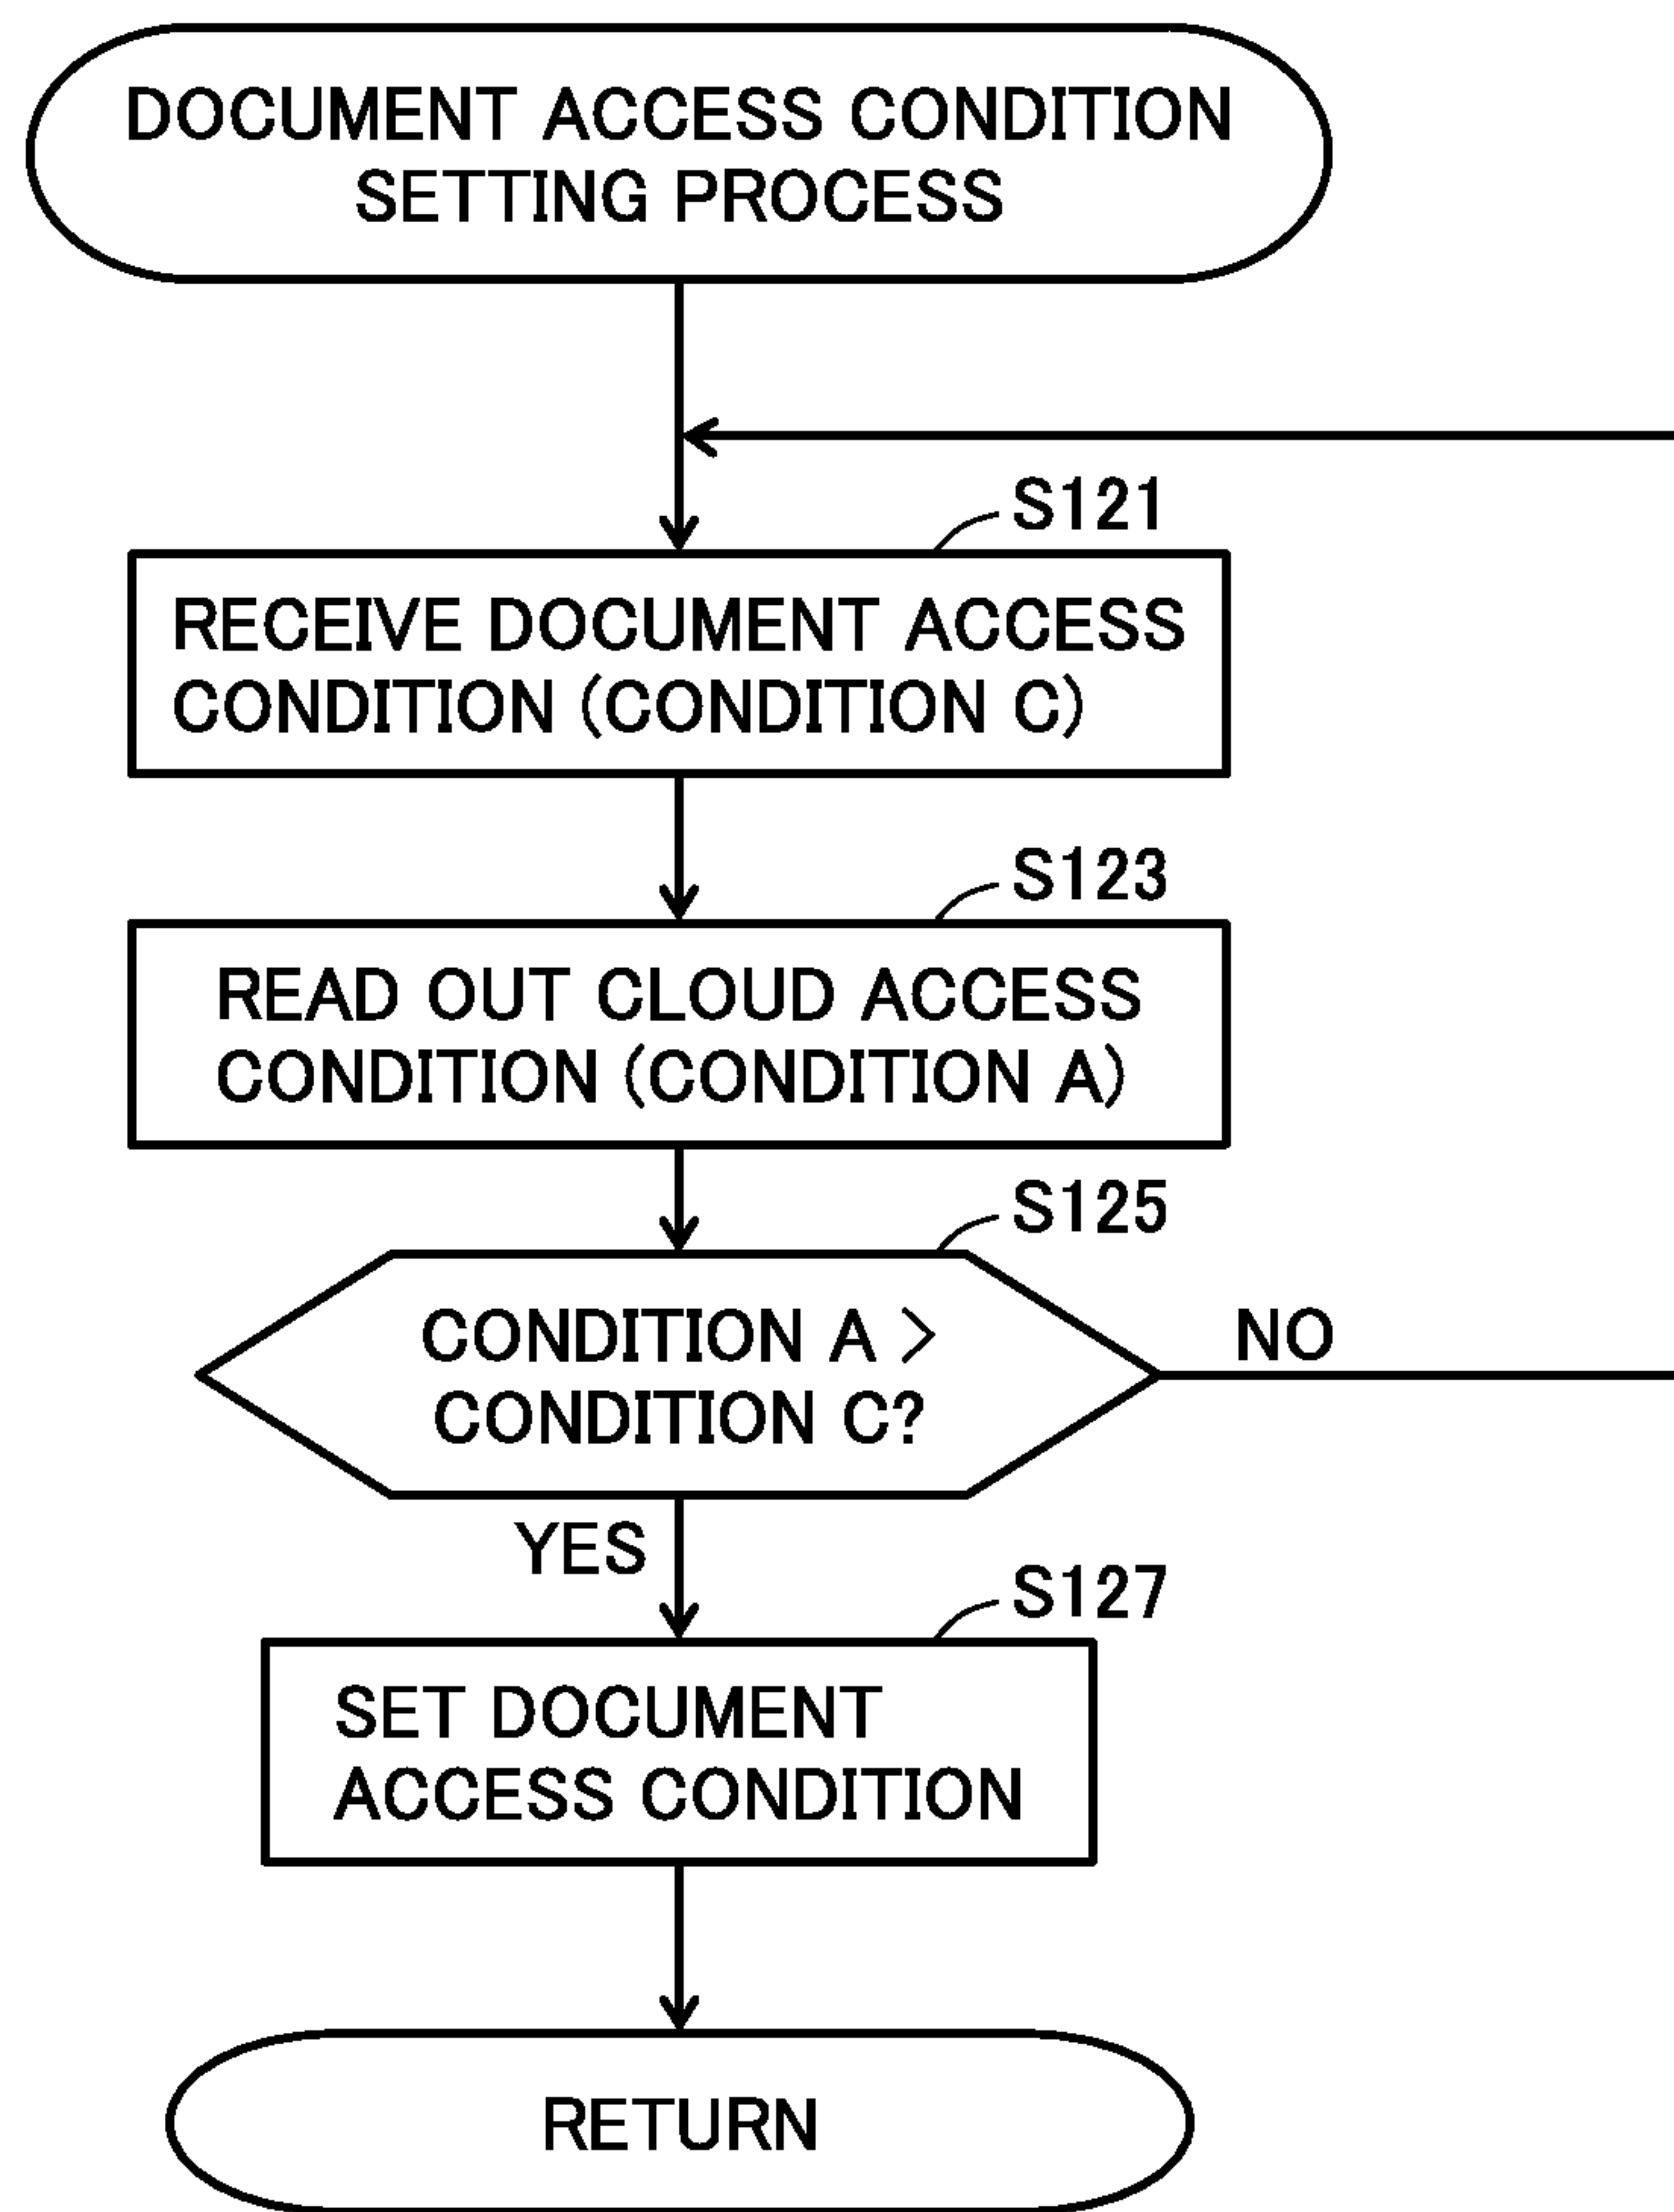 DOCUMENT ACCESS CONDITION
SETTING PROCESS
S121
RECEIVE DOCUMENT ACCESS
CONDITION (CONDITION C)
S123
READ OUT CLOUD ACCESS
CONDITION (CONDITION A)
S125
CONDITION A >
CONDITION C?
NO
YES
S127
SET DOCUMENT
ACCESS CONDITION
RETURN